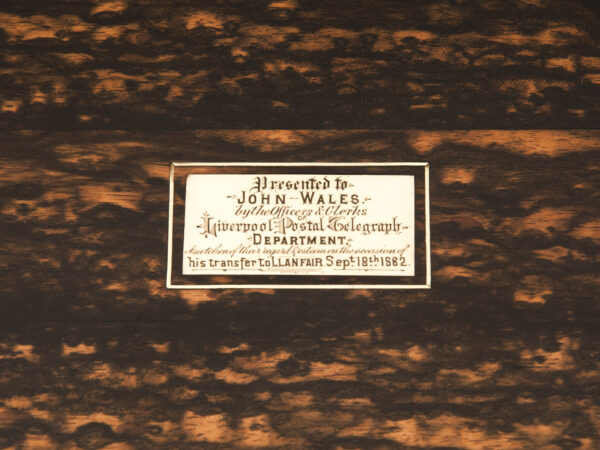 Presented to
JOHN WALES.
by the Officers & Clerks
OF
Liverpool Postal Telegraph
DEPARTMENT.
As a token of their regard & esteem on the occasion of
his transfer to LLANFAIR Sept. 18th 1882.